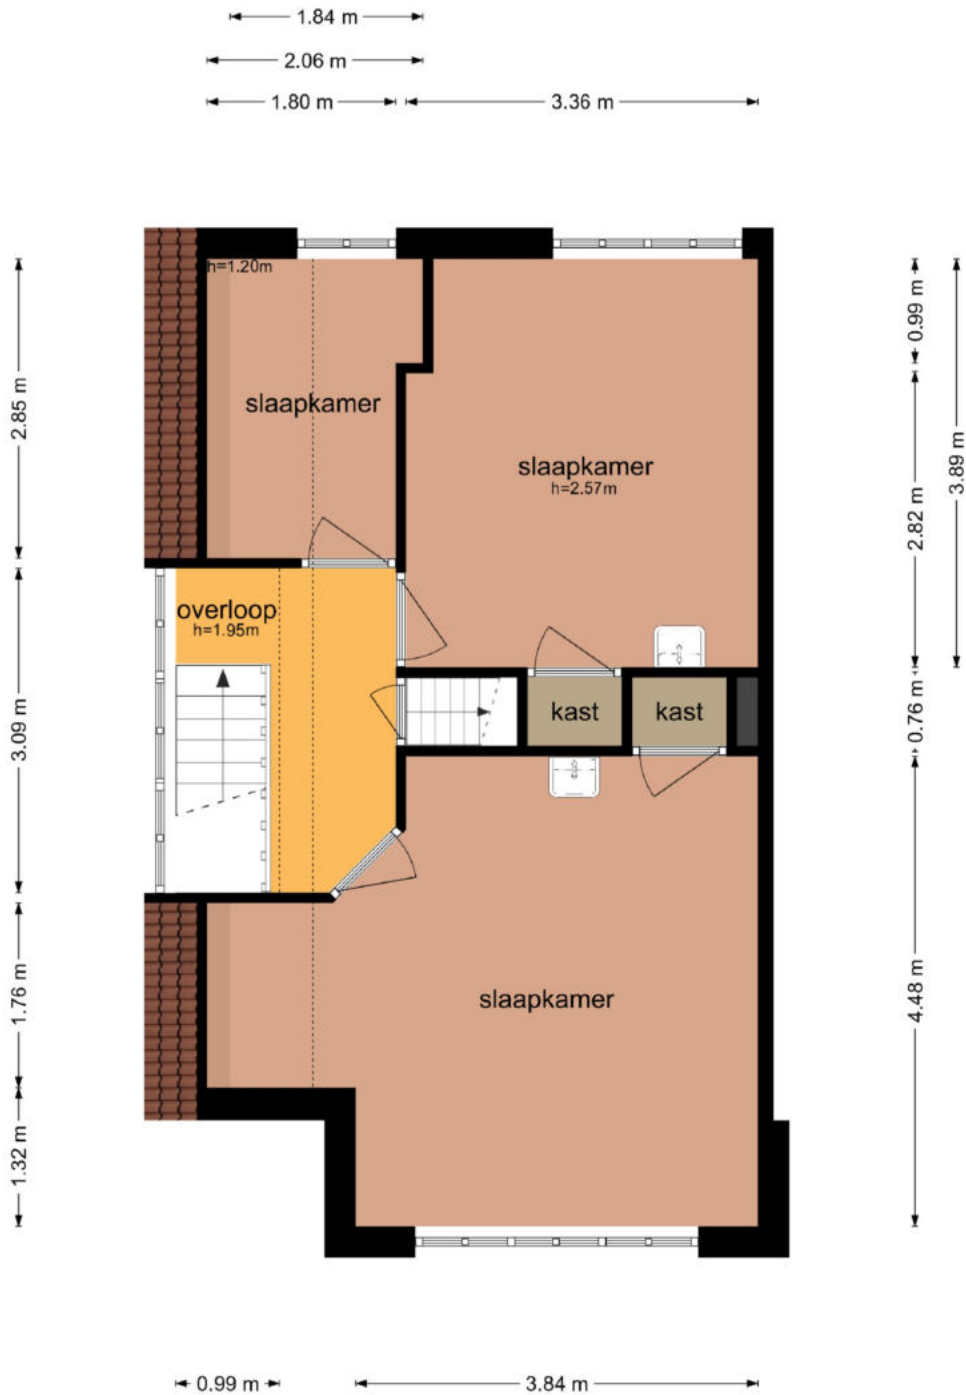 1.84 m
2.06 m
1.80 m
3.36 m
h=1.20m
slaapkamer
slaapkamer
h=2.57m
2.85 m
0.99 m
2.82 m
3.89 m
overloop
h=1.95m
kast
kast
3.09 m
0.76 m
slaapkamer
1.76 m
4.48 m
1.32 m
0.99 m
3.84 m